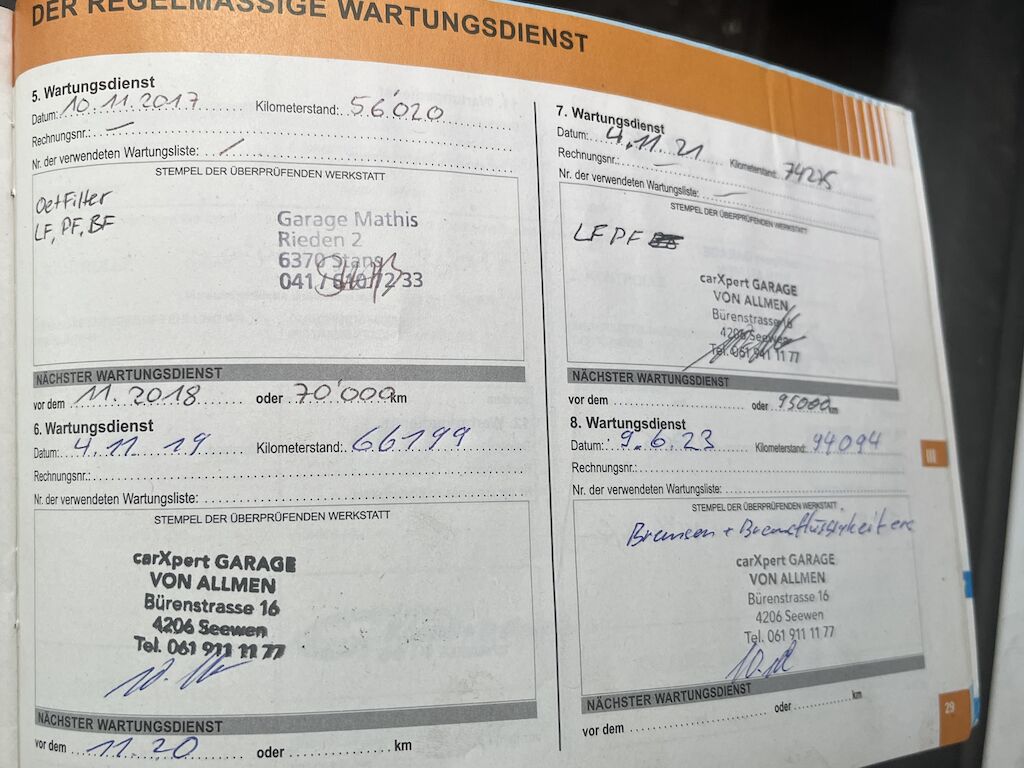 DER REGELMÄSSIGE WARTUNGSDIENST
5. Wartungsdienst
Datum: 10.11.2017 Kilometerstand: 56'020
Rechnungsnr.: —
Nr. der verwendeten Wartungsliste: /
STEMPEL DER ÜBERPRÜFENDEN WERKSTATT
OelFilter
LF, PF, BF
Garage Mathis
Rieden 2
6370 Stans
041 / 610 12 33
NÄCHSTER WARTUNGSDIENST
vor dem 11.2018 oder 70'000 km
6. Wartungsdienst
Datum: 4.11 19 Kilometerstand: 66199
Rechnungsnr.:
Nr. der verwendeten Wartungsliste:
STEMPEL DER ÜBERPRÜFENDEN WERKSTATT
carXpert GARAGE
VON ALLMEN
Bürenstrasse 16
4206 Seewen
Tel. 061 911 11 77
NÄCHSTER WARTUNGSDIENST
vor dem 11.20 oder km
7. Wartungsdienst
Datum: 4.11.21 Kilometerstand: 74275
Rechnungsnr.: —
Nr. der verwendeten Wartungsliste: —
STEMPEL DER ÜBERPRÜFENDEN WERKSTATT
LF PF
carXpert GARAGE
VON ALLMEN
Bürenstrasse 16
4206 Seewen
Tel. 061 911 11 77
NÄCHSTER WARTUNGSDIENST
vor dem oder 95000 km
8. Wartungsdienst
Datum: 9.6.23 Kilometerstand: 94094
Rechnungsnr.:
Nr. der verwendeten Wartungsliste:
STEMPEL DER ÜBERPRÜFENDEN WERKSTATT
Bremsen + Bremsflüssigkeit ern
carXpert GARAGE
VON ALLMEN
Bürenstrasse 16
4206 Seewen
Tel. 061 911 11 77
NÄCHSTER WARTUNGSDIENST
vor dem oder km
29